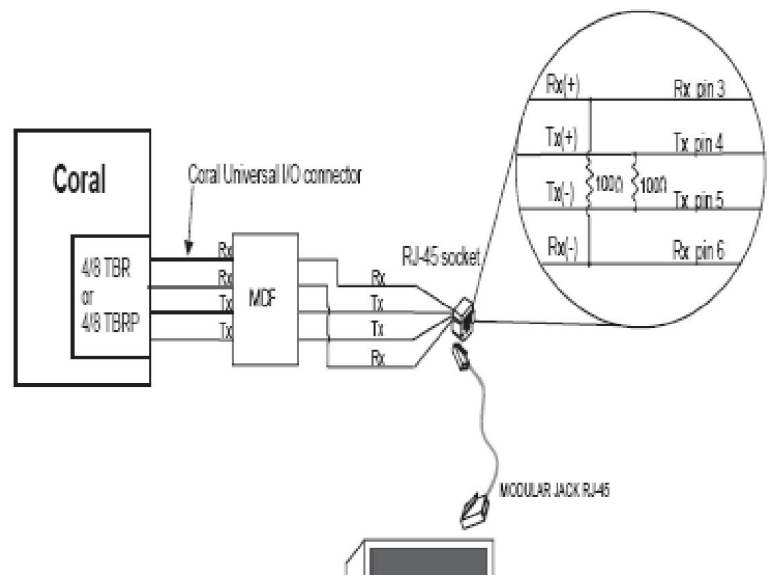 Coral
4/8 TBR
or
4/8 TBRP
Coral Universal I/O connector
Rx
Rx
Tx
Tx
MDF
Rx
Tx
Tx
Rx
RJ-45 socket
Rx(+) Rx pin 3
Tx(+) Tx pin 4
Tx(-) 100Ω 100Ω Tx pin 5
Rx(-) Rx pin 6
MODULAR JACK RJ-45